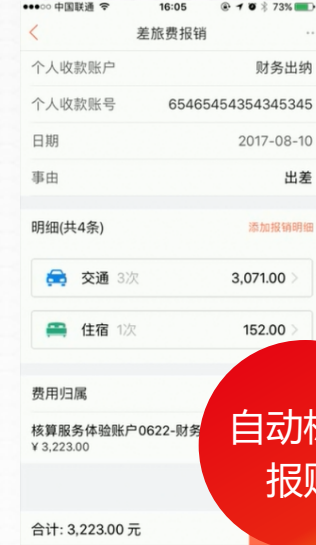 中国联通 16:05 73%
差旅费报销
个人收款账户 财务出纳
个人收款账号 65465454354345345
日期 2017-08-10
事由 出差
明细(共4条) 添加报销明细
交通 3次 3,071.00
住宿 1次 152.00
费用归属
核算服务体验账户0622-财务
¥ 3,223.00
自动
报
合计: 3,223.00 元